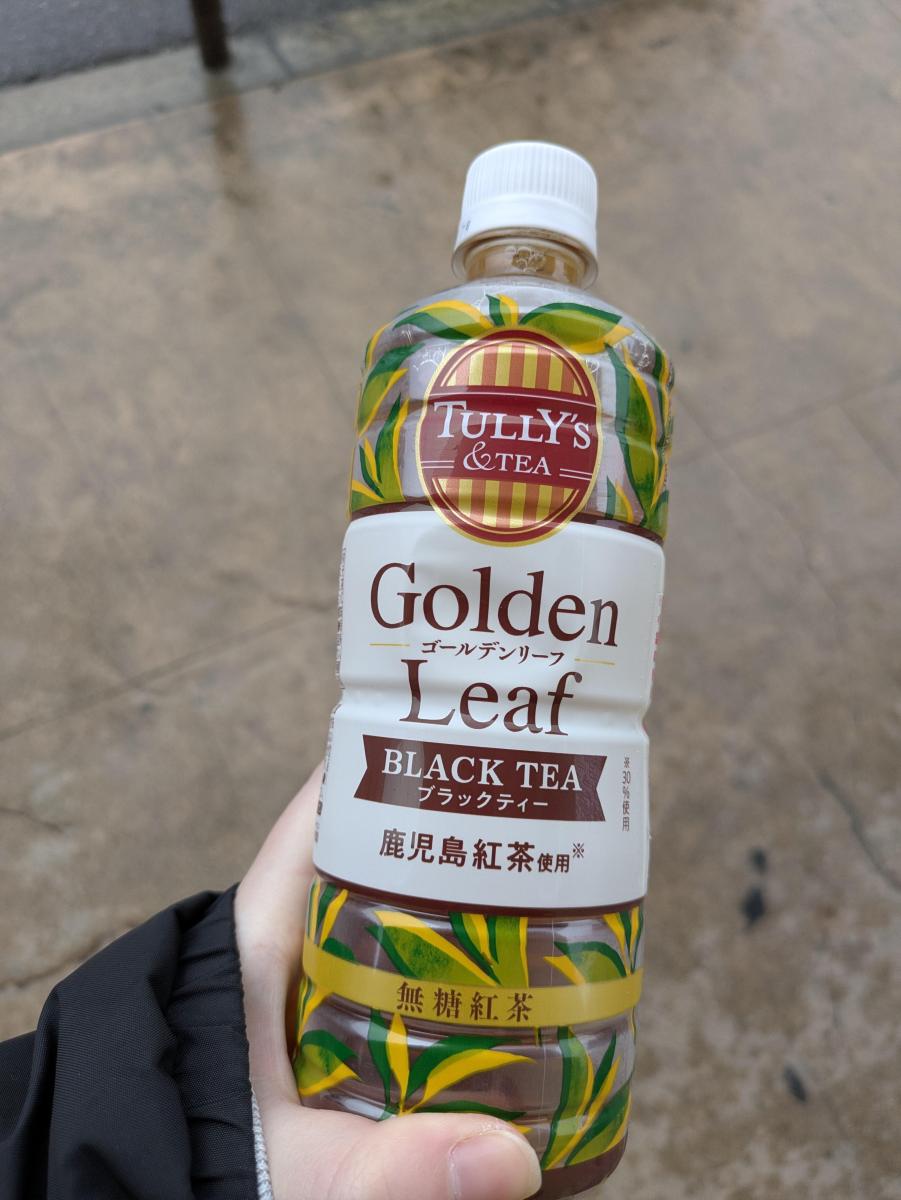 TULLY'S
& TEA
Golden
ゴールデンリーフ
Leaf
BLACK TEA
ブラックティー
※30%使用
鹿児島紅茶使用※
無糖紅茶